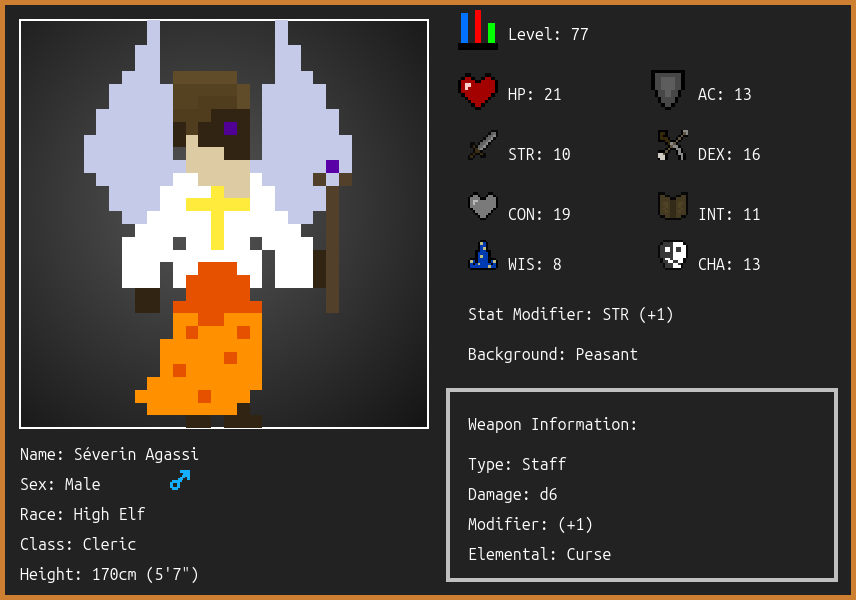 Level: 77
HP: 21
AC: 13
STR: 10
DEX: 16
CON: 19
INT: 11
WIS: 8
CHA: 13
Stat Modifier: STR (+1)
Background: Peasant
Weapon Information:
Type: Staff
Damage: d6
Modifier: (+1)
Elemental: Curse
Name: Séverin Agassi
Sex: Male
Race: High Elf
Class: Cleric
Height: 170cm (5'7")